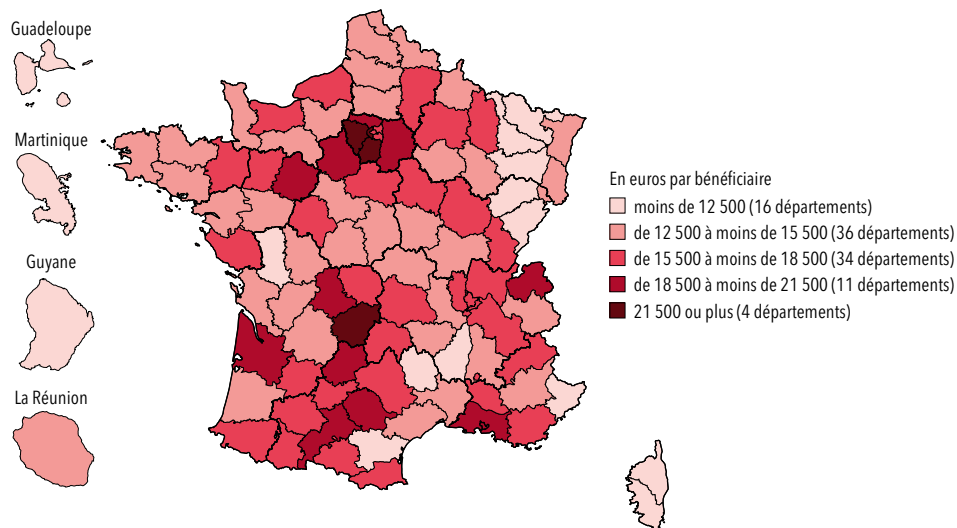 Guadeloupe
Martinique
Guyane
La Réunion
En euros par bénéficiaire
moins de 12 500 (16 départements)
de 12 500 à moins de 15 500 (36 départements)
de 15 500 à moins de 18 500 (34 départements)
de 18 500 à moins de 21 500 (11 départements)
21 500 ou plus (4 départements)